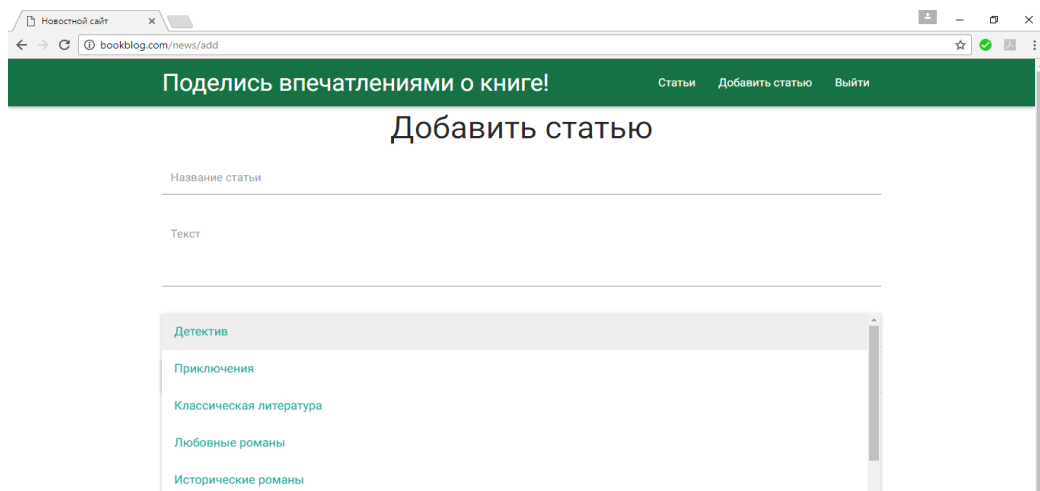 Новостной сайт
bookblog.com/news/add
Поделись впечатлениями о книге! Статьи Добавить статью Выйти
Добавить статью
Название статьи
Текст
Детектив
Приключения
Классическая литература
Любовные романы
Исторические романы